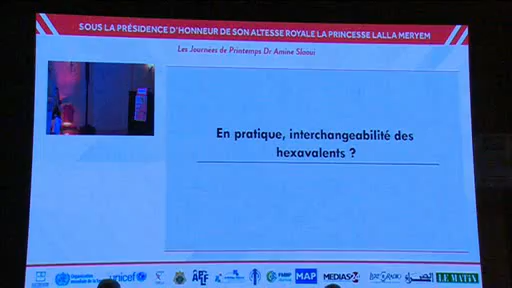 SOUS LA PRÉSIDENCE D'HONNEUR DE SON ALTESSE ROYALE LA PRINCESSE LALLA MERYEM
Les Journées de Printemps Dr Amine Slaoui
En pratique, interchangeabilité des
hexavalents ?
Organisation
unicef
MAP
MEDIAS24
LE MATIN